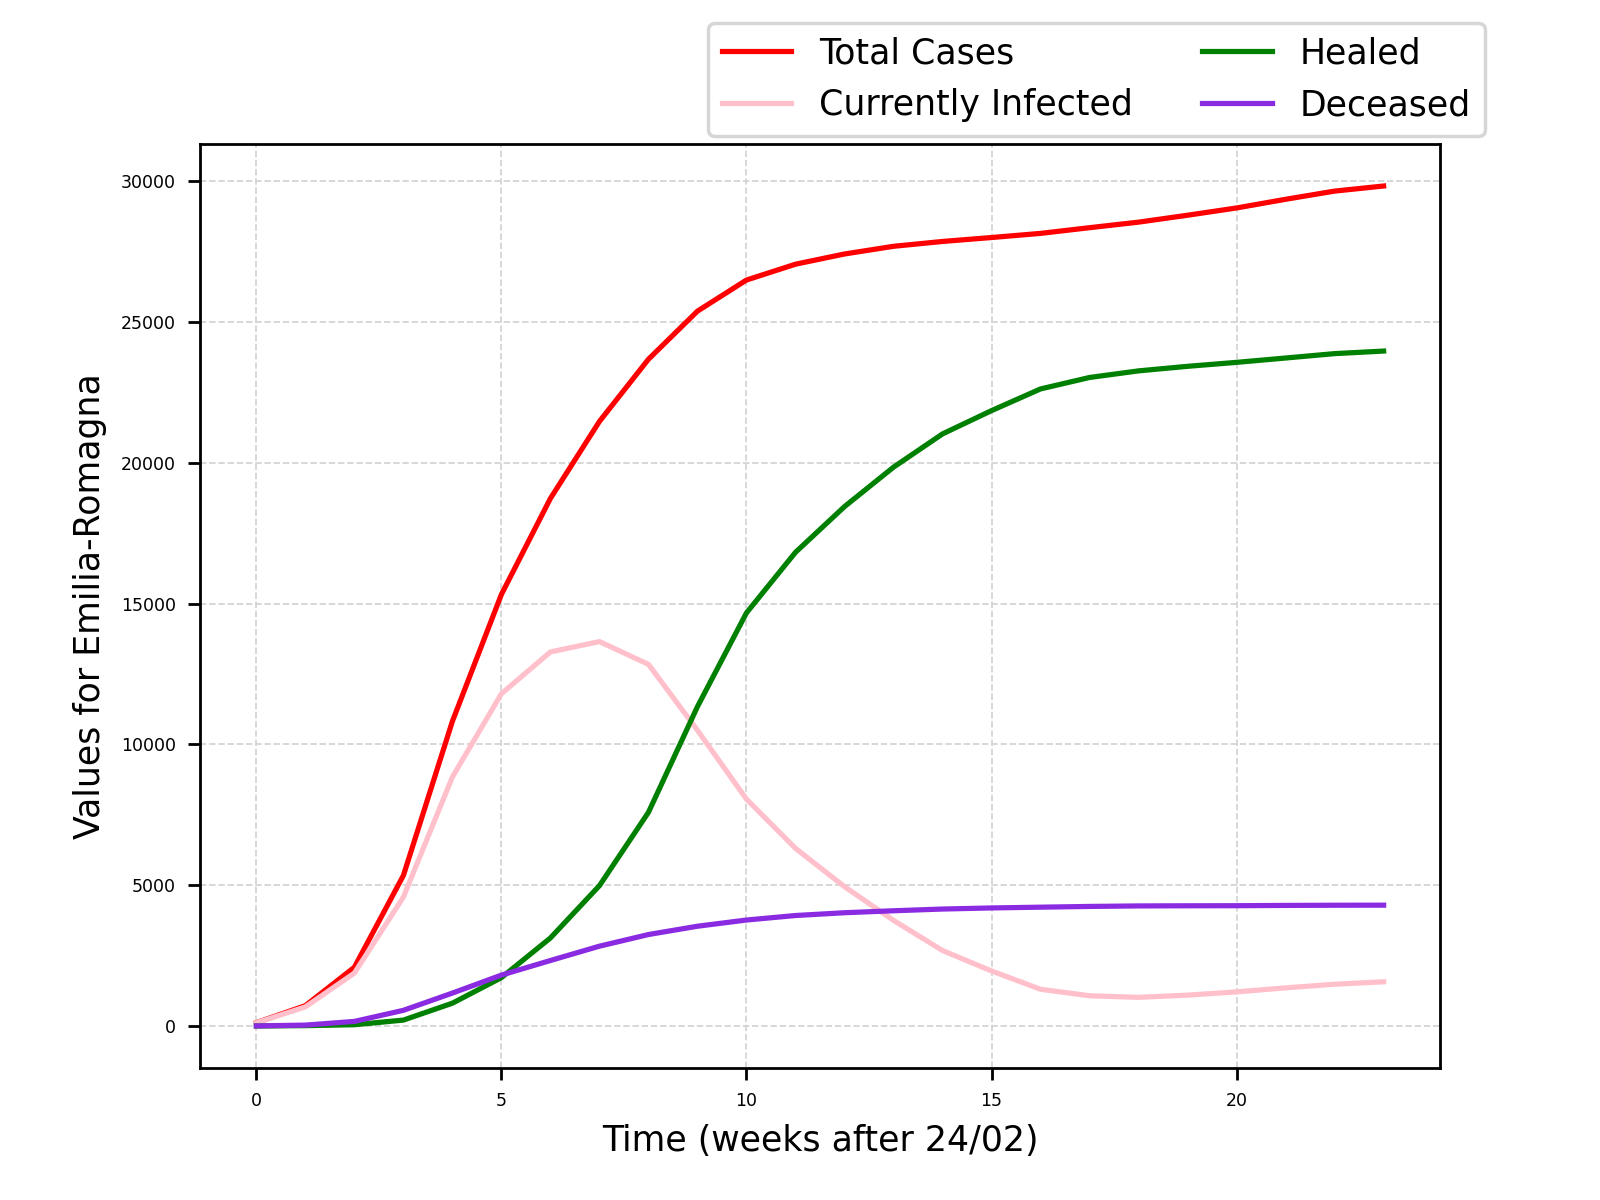 Total Cases
Currently Infected
Healed
Deceased
30000
25000
20000
15000
10000
5000
0
Values for Emilia-Romagna
0 5 10 15 20
Time (weeks after 24/02)